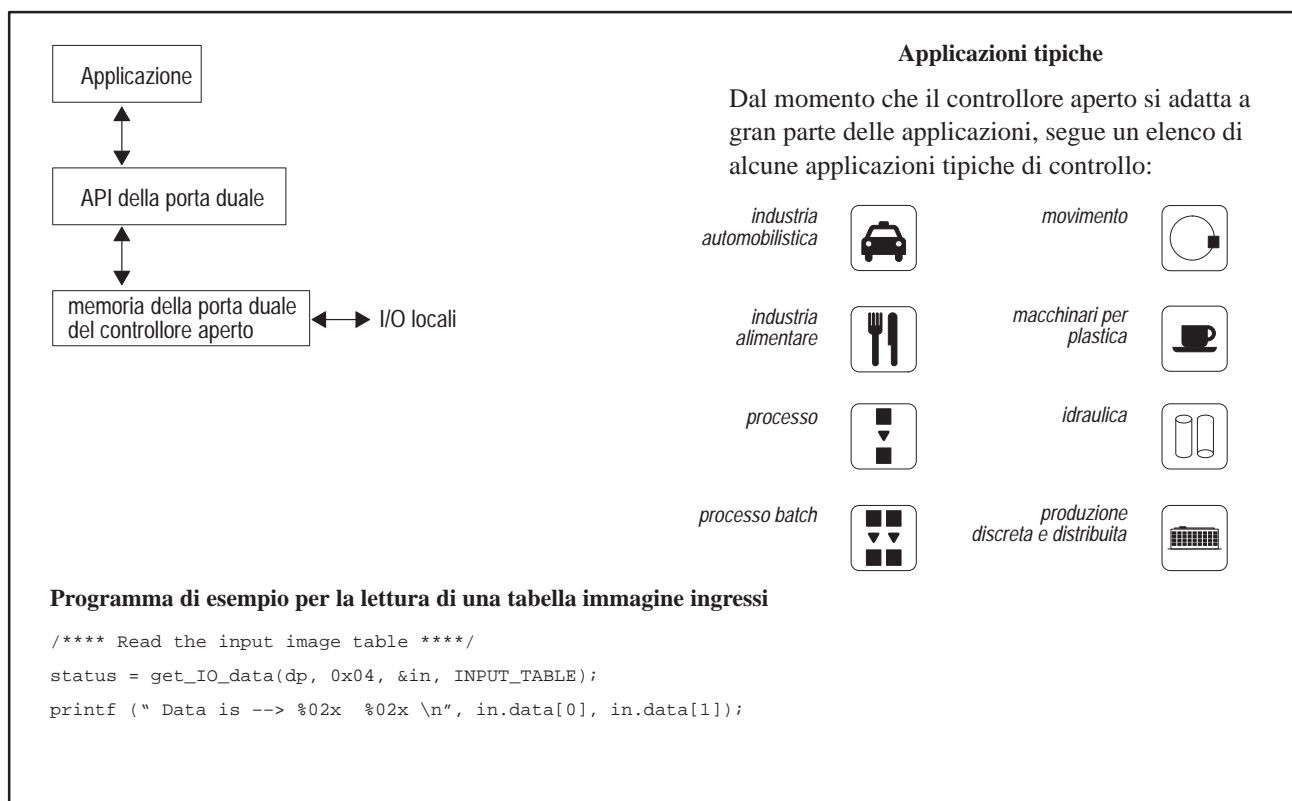 Applicazione
API della porta duale
memoria della porta duale
del controllore aperto
I/O locali
Applicazioni tipiche
Dal momento che il controllore aperto si adatta a
gran parte delle applicazioni, segue un elenco di
alcune applicazioni tipiche di controllo:
industria
automobilistica
movimento
industria
alimentare
macchinari per
plastica
processo
idraulica
processo batch
produzione
discreta e distribuita
Programma di esempio per la lettura di una tabella immagine ingressi
/**** Read the input image table ****/
status = get_IO_data(dp, 0x04, &in, INPUT_TABLE);
printf (“ Data is --> %02x  %02x \n”, in.data[0], in.data[1]);